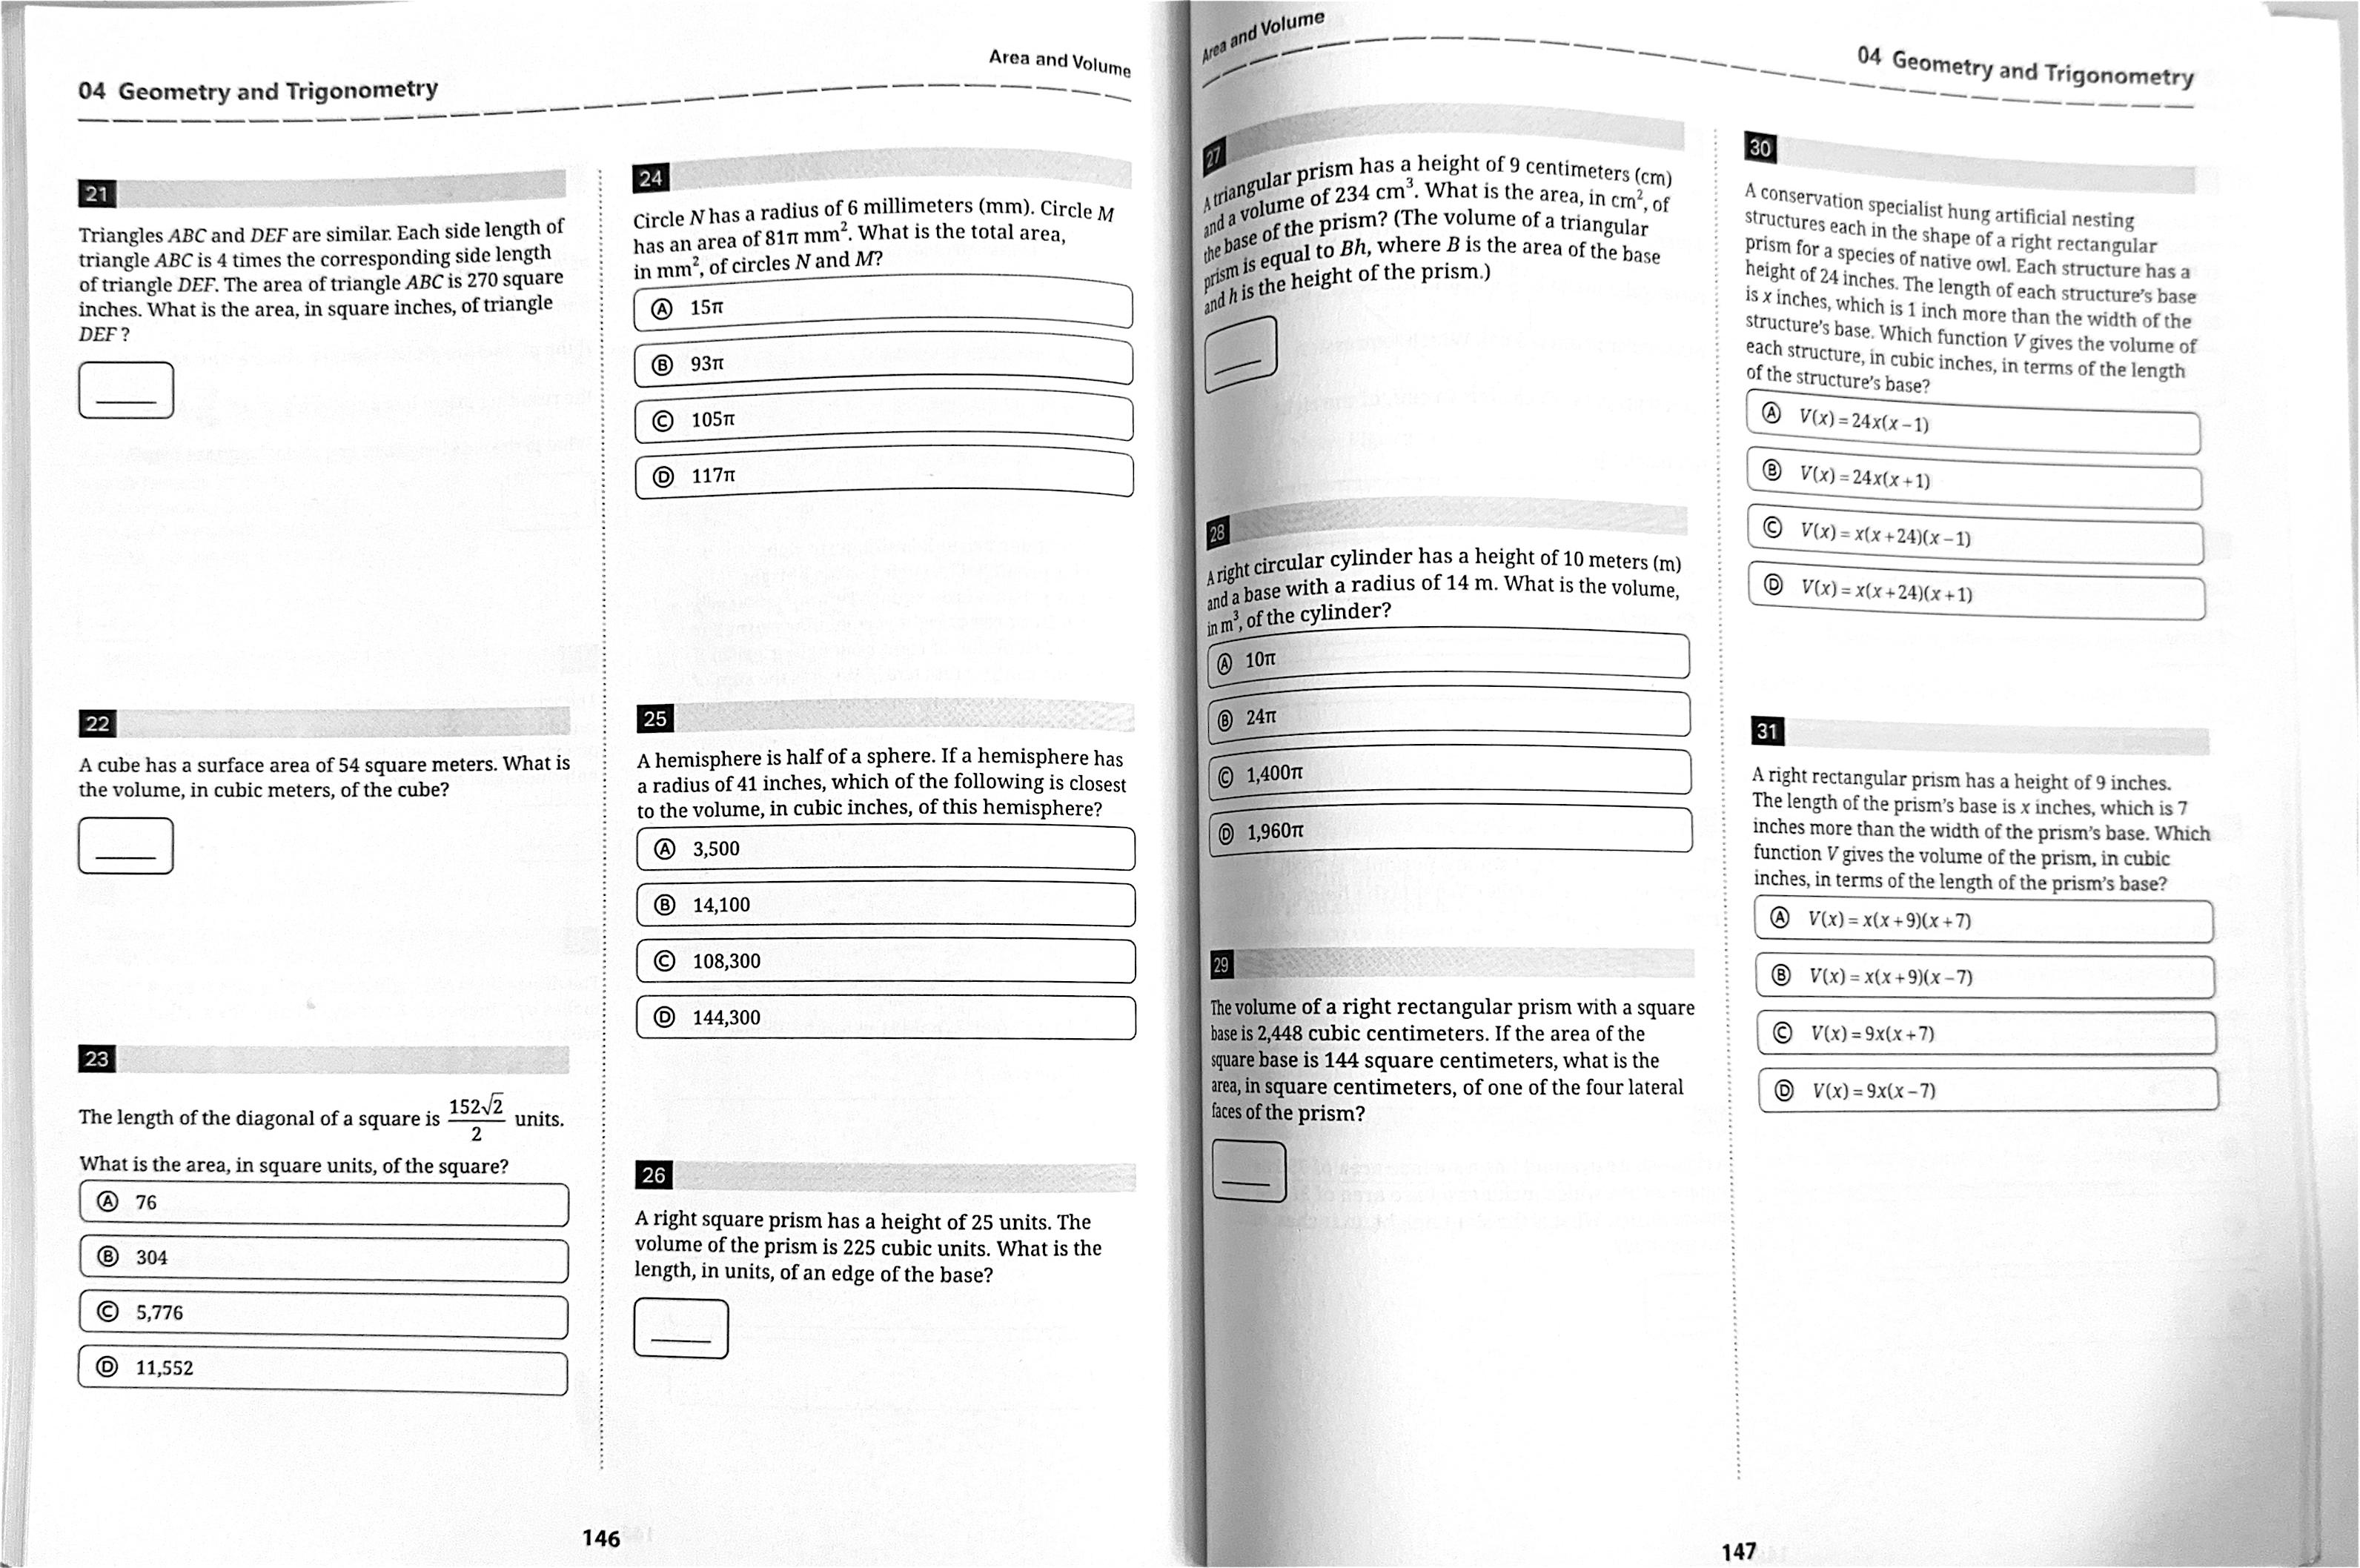 04 Geometry and Trigonometry
Area and Volume
21
Triangles ABC and DEF are similar. Each side length of
triangle ABC is 4 times the corresponding side length
of triangle DEF. The area of triangle ABC is 270 square
inches. What is the area, in square inches, of triangle
DEF ?
22
A cube has a surface area of 54 square meters. What is
the volume, in cubic meters, of the cube?
23
The length of the diagonal of a square is 152√2/2 units.
What is the area, in square units, of the square?
Ⓐ 76
Ⓑ 304
Ⓒ 5,776
Ⓓ 11,552
24
Circle N has a radius of 6 millimeters (mm). Circle M
has an area of 81π mm². What is the total area,
in mm², of circles N and M?
Ⓐ 15π
Ⓑ 93π
Ⓒ 105π
Ⓓ 117π
25
A hemisphere is half of a sphere. If a hemisphere has
a radius of 41 inches, which of the following is closest
to the volume, in cubic inches, of this hemisphere?
Ⓐ 3,500
Ⓑ 14,100
Ⓒ 108,300
Ⓓ 144,300
26
A right square prism has a height of 25 units. The
volume of the prism is 225 cubic units. What is the
length, in units, of an edge of the base?
146
Area and Volume
04 Geometry and Trigonometry
27
A triangular prism has a height of 9 centimeters (cm)
and a volume of 234 cm³. What is the area, in cm², of
the base of the prism? (The volume of a triangular
prism is equal to Bh, where B is the area of the base
and h is the height of the prism.)
28
A right circular cylinder has a height of 10 meters (m)
and a base with a radius of 14 m. What is the volume,
in m³, of the cylinder?
Ⓐ 10π
Ⓑ 24π
Ⓒ 1,400π
Ⓓ 1,960π
29
The volume of a right rectangular prism with a square
base is 2,448 cubic centimeters. If the area of the
square base is 144 square centimeters, what is the
area, in square centimeters, of one of the four lateral
faces of the prism?
30
A conservation specialist hung artificial nesting
structures each in the shape of a right rectangular
prism for a species of native owl. Each structure has a
height of 24 inches. The length of each structure's base
is x inches, which is 1 inch more than the width of the
structure's base. Which function V gives the volume of
each structure, in cubic inches, in terms of the length
of the structure's base?
Ⓐ V(x) = 24x(x – 1)
Ⓑ V(x) = 24x(x + 1)
Ⓒ V(x) = x(x + 24)(x – 1)
Ⓓ V(x) = x(x + 24)(x + 1)
31
A right rectangular prism has a height of 9 inches.
The length of the prism's base is x inches, which is 7
inches more than the width of the prism's base. Which
function V gives the volume of the prism, in cubic
inches, in terms of the length of the prism's base?
Ⓐ V(x) = x(x + 9)(x + 7)
Ⓑ V(x) = x(x + 9)(x – 7)
Ⓒ V(x) = 9x(x + 7)
Ⓓ V(x) = 9x(x – 7)
147